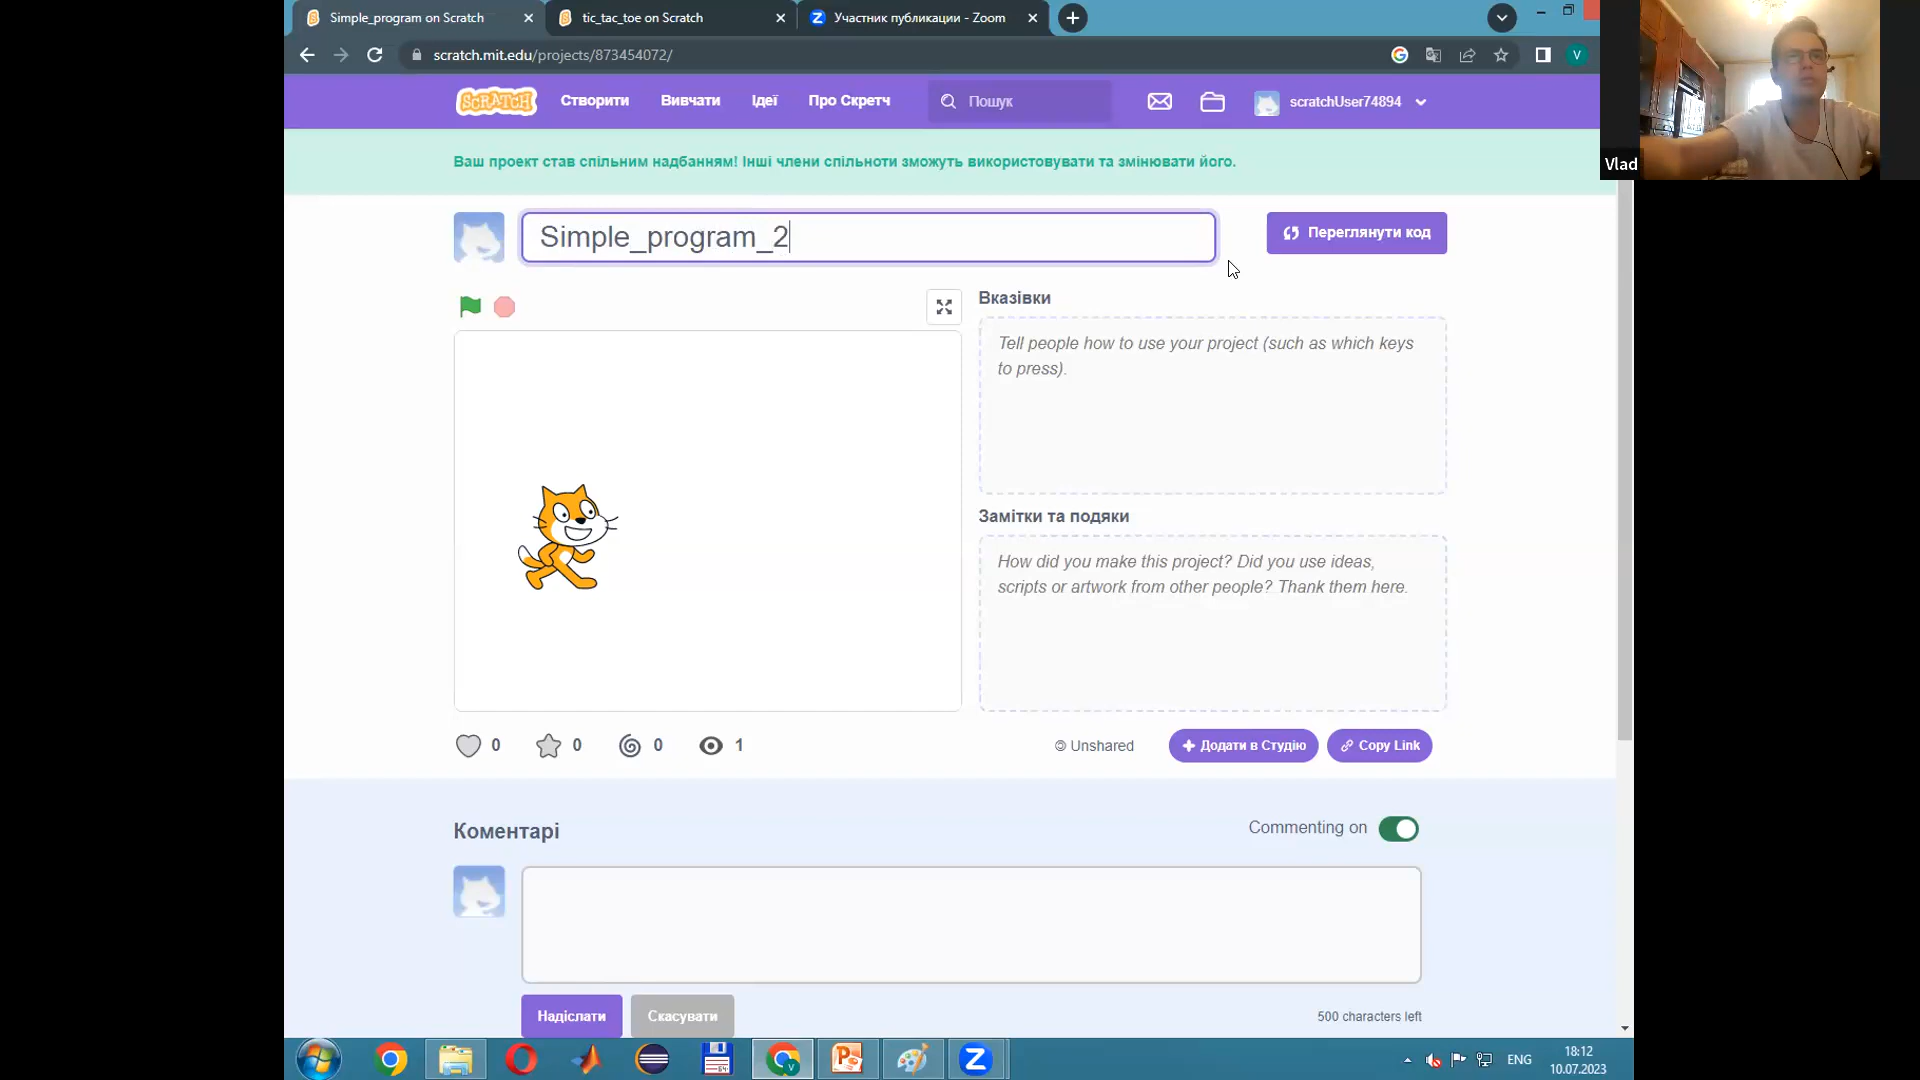 Simple_program on Scratch
tic_tac_toe on Scratch
Участник публикации - Zoom
scratch.mit.edu/projects/873454072/
V
SCRATCH
Створити
Вивчати
Ідеї
Про Скретч
Пошук
scratchUser74894
Vlad
Ваш проект став спільним надбанням! Інші члени спільноти зможуть використовувати та змінювати його.
Simple_program_2
Переглянути код
Вказівки
Tell people how to use your project (such as which keys
to press).
Замітки та подяки
How did you make this project? Did you use ideas,
scripts or artwork from other people? Thank them here.
0
0
0
1
Unshared
Додати в Студію
Copy Link
Коментарі
Commenting on
Надіслати
Скасувати
500 characters left
ENG
18:12
10.07.2023